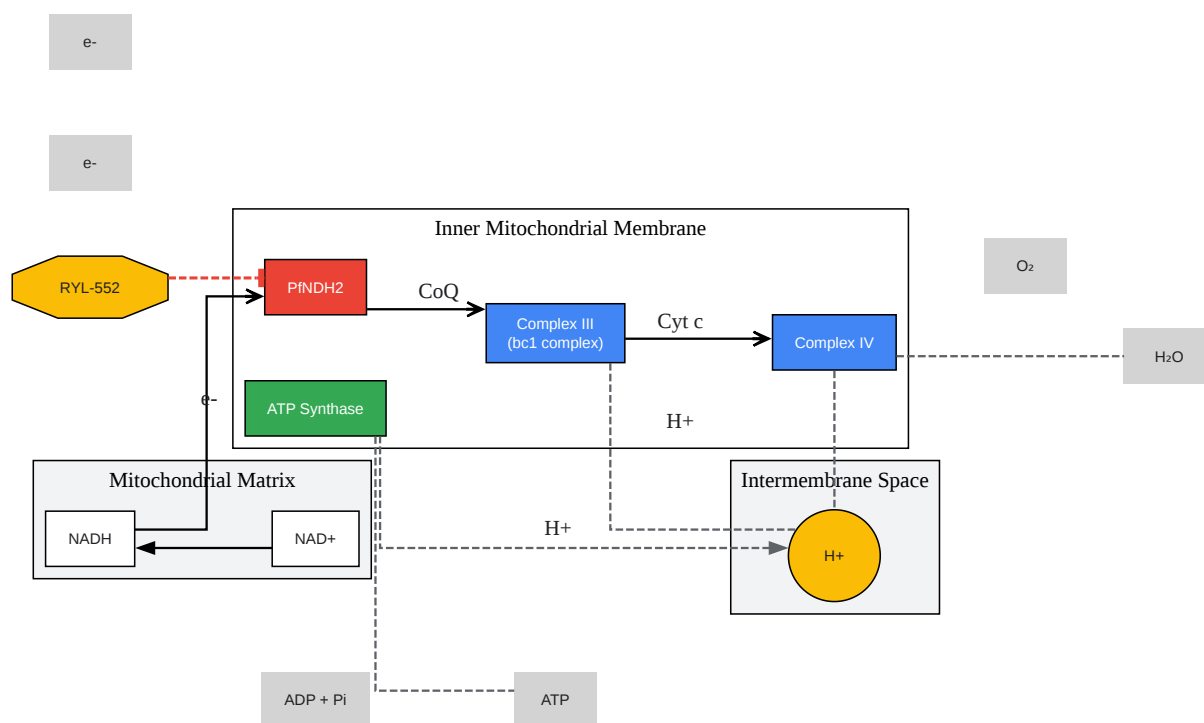 e-
e-
Inner Mitochondrial Membrane
RYL-552
PfNDH2
CoQ
Complex III
(bc1 complex)
Cyt c
Complex IV
O₂
H₂O
e-
ATP Synthase
H+
Mitochondrial Matrix
NADH
NAD+
H+
Intermembrane Space
H+
ADP + Pi
ATP